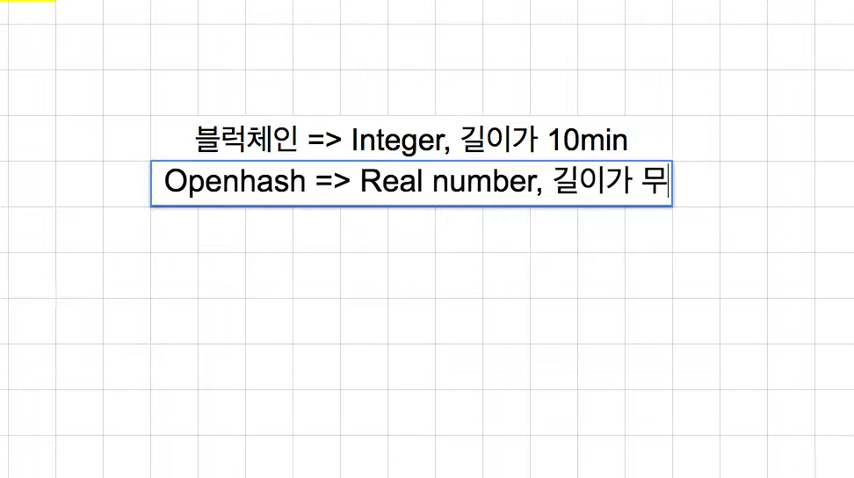 블럭체인 => Integer, 길이가 10min
Openhash => Real number, 길이가 무